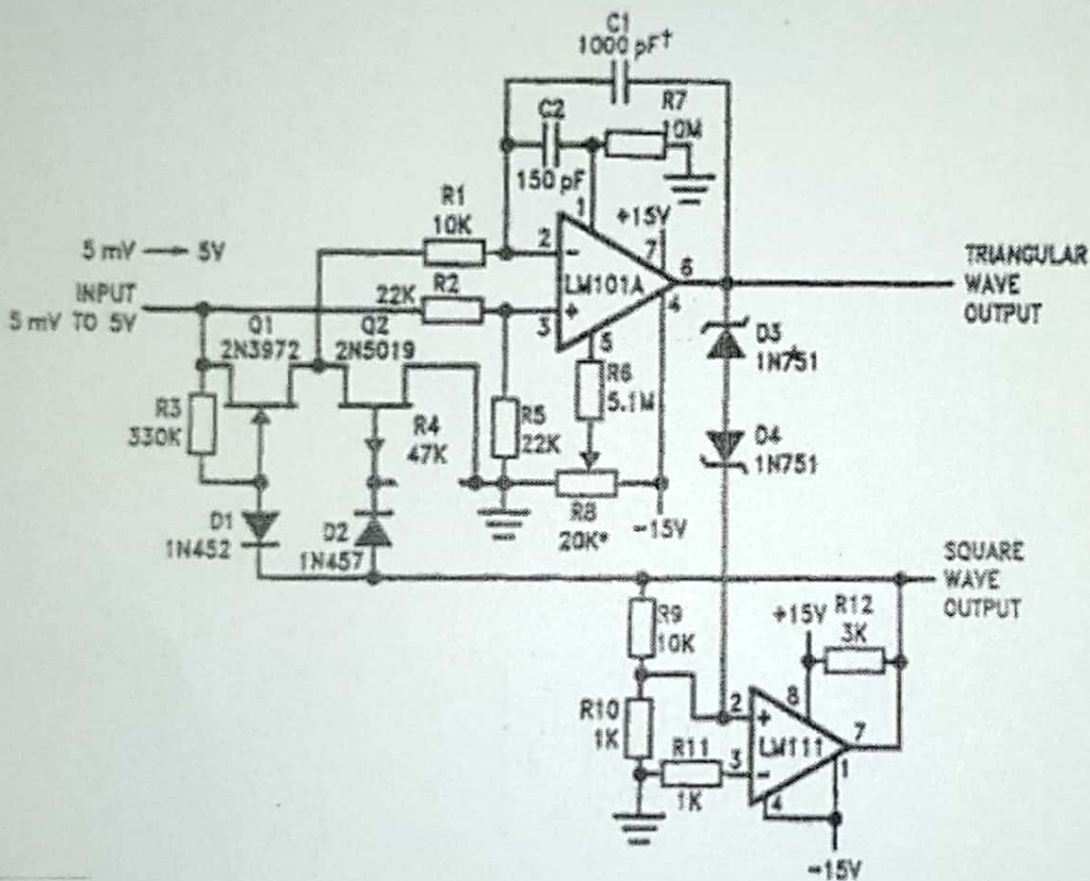 C1
1000 pF†
C2
150 pF
R7
10M
R1
10K
5 mV → 5V
INPUT
5 mV TO 5V
22K R2
Q1
2N3972
Q2
2N5019
1
+15V
2
-
7
LM101A
6
+
3
4
5
TRIANGULAR
WAVE
OUTPUT
R3
330K
R4
47K
R5
22K
R6
5.1M
D3
1N751
D4
1N751
D1
1N452
D2
1N457
R8
20K*
-15V
SQUARE
WAVE
OUTPUT
R9
10K
+15V
R12
3K
R10
1K
R11
1K
2
+
8
LM111
7
3
-
1
4
-15V